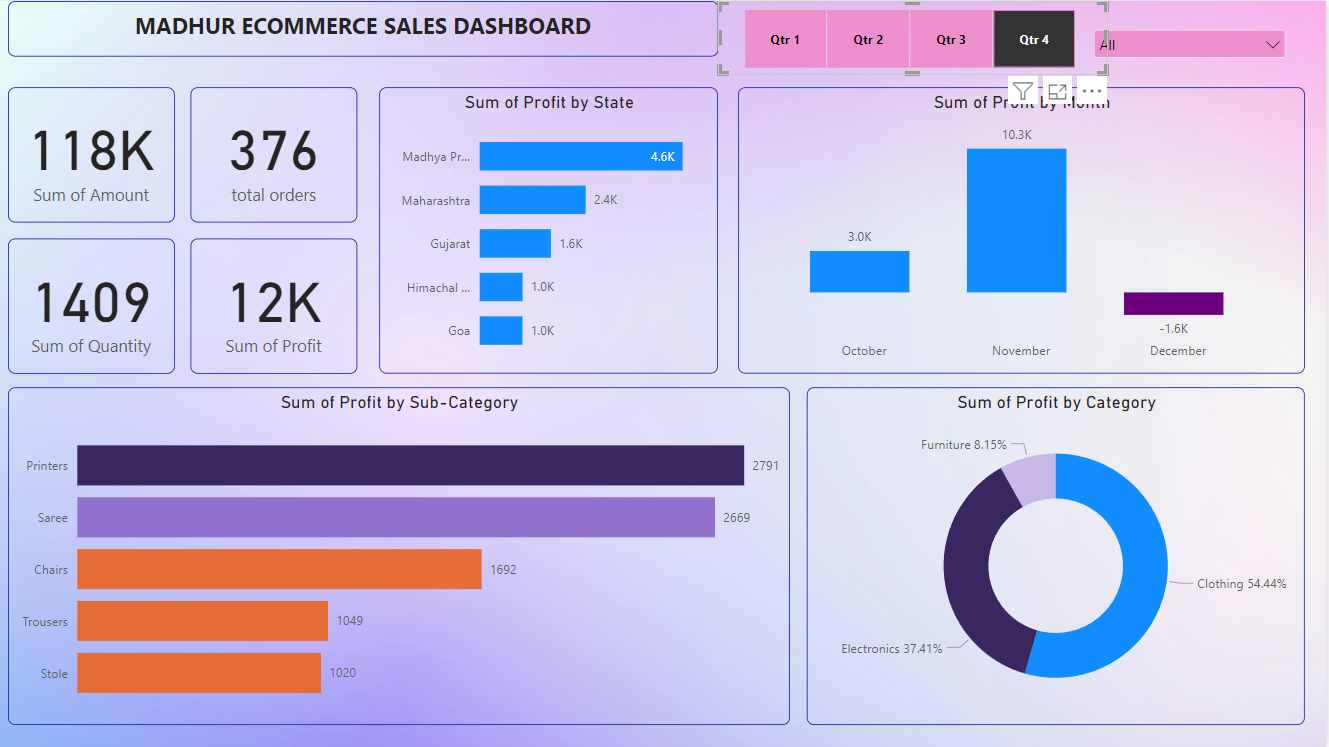 MADHUR ECOMMERCE SALES DASHBOARD
Qtr 1
Qtr 2
Qtr 3
Qtr 4
All
118K
Sum of Amount
376
total orders
1409
Sum of Quantity
12K
Sum of Profit
Sum of Profit by State
Madhya Pr... 4.6K
Maharashtra 2.4K
Gujarat 1.6K
Himachal ... 1.0K
Goa 1.0K
Sum of Profit by Month
10.3K
3.0K
-1.6K
October November December
Sum of Profit by Sub-Category
Printers 2791
Saree 2669
Chairs 1692
Trousers 1049
Stole 1020
Sum of Profit by Category
Furniture 8.15%
Clothing 54.44%
Electronics 37.41%